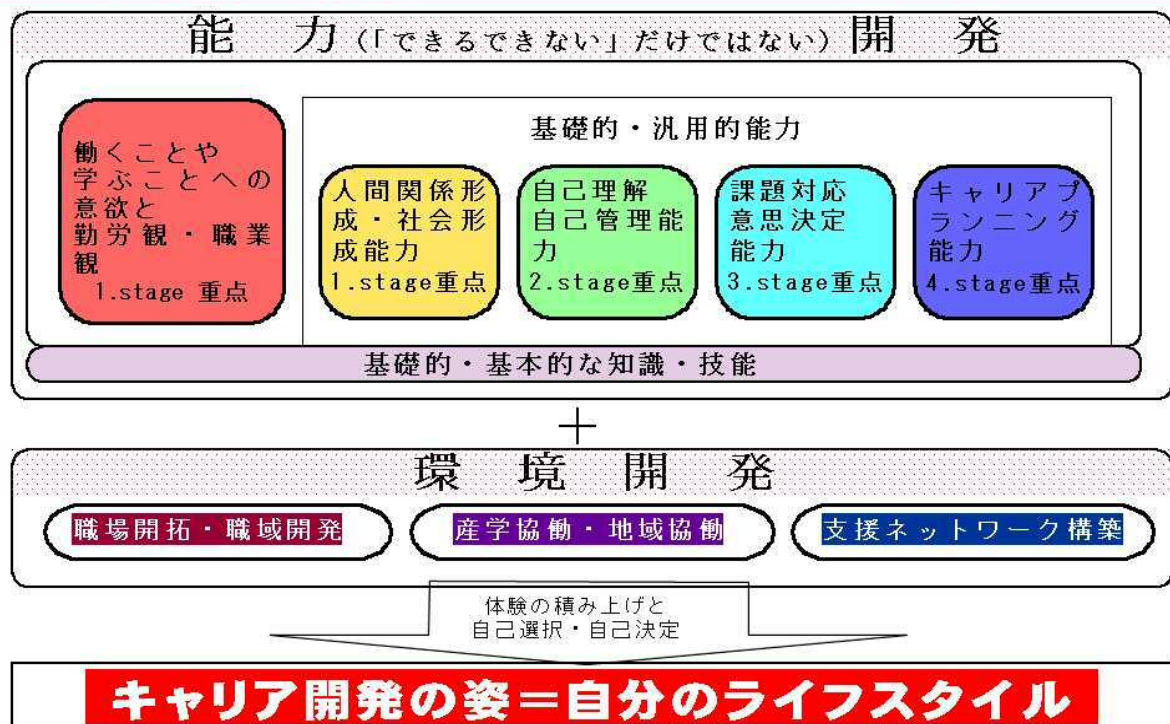 能 力(「できるできない」だけではない)開 発
働くことや
学ぶことへの
意欲と
勤労観・職業
観
1.stage 重点
基礎的・汎用的能力
人間関係形
成・社会形
成能力
1.stage重点
自己理解
自己管理能
力
2.stage重点
課題対応
意思決定
能力
3.stage重点
キャリアプ
ランニング
能力
4.stage重点
基礎的・基本的な知識・技能
+
環 境 開 発
職場開拓・職域開発
産学協働・地域協働
支援ネットワーク構築
体験の積み上げと
自己選択・自己決定
キャリア開発の姿=自分のライフスタイル